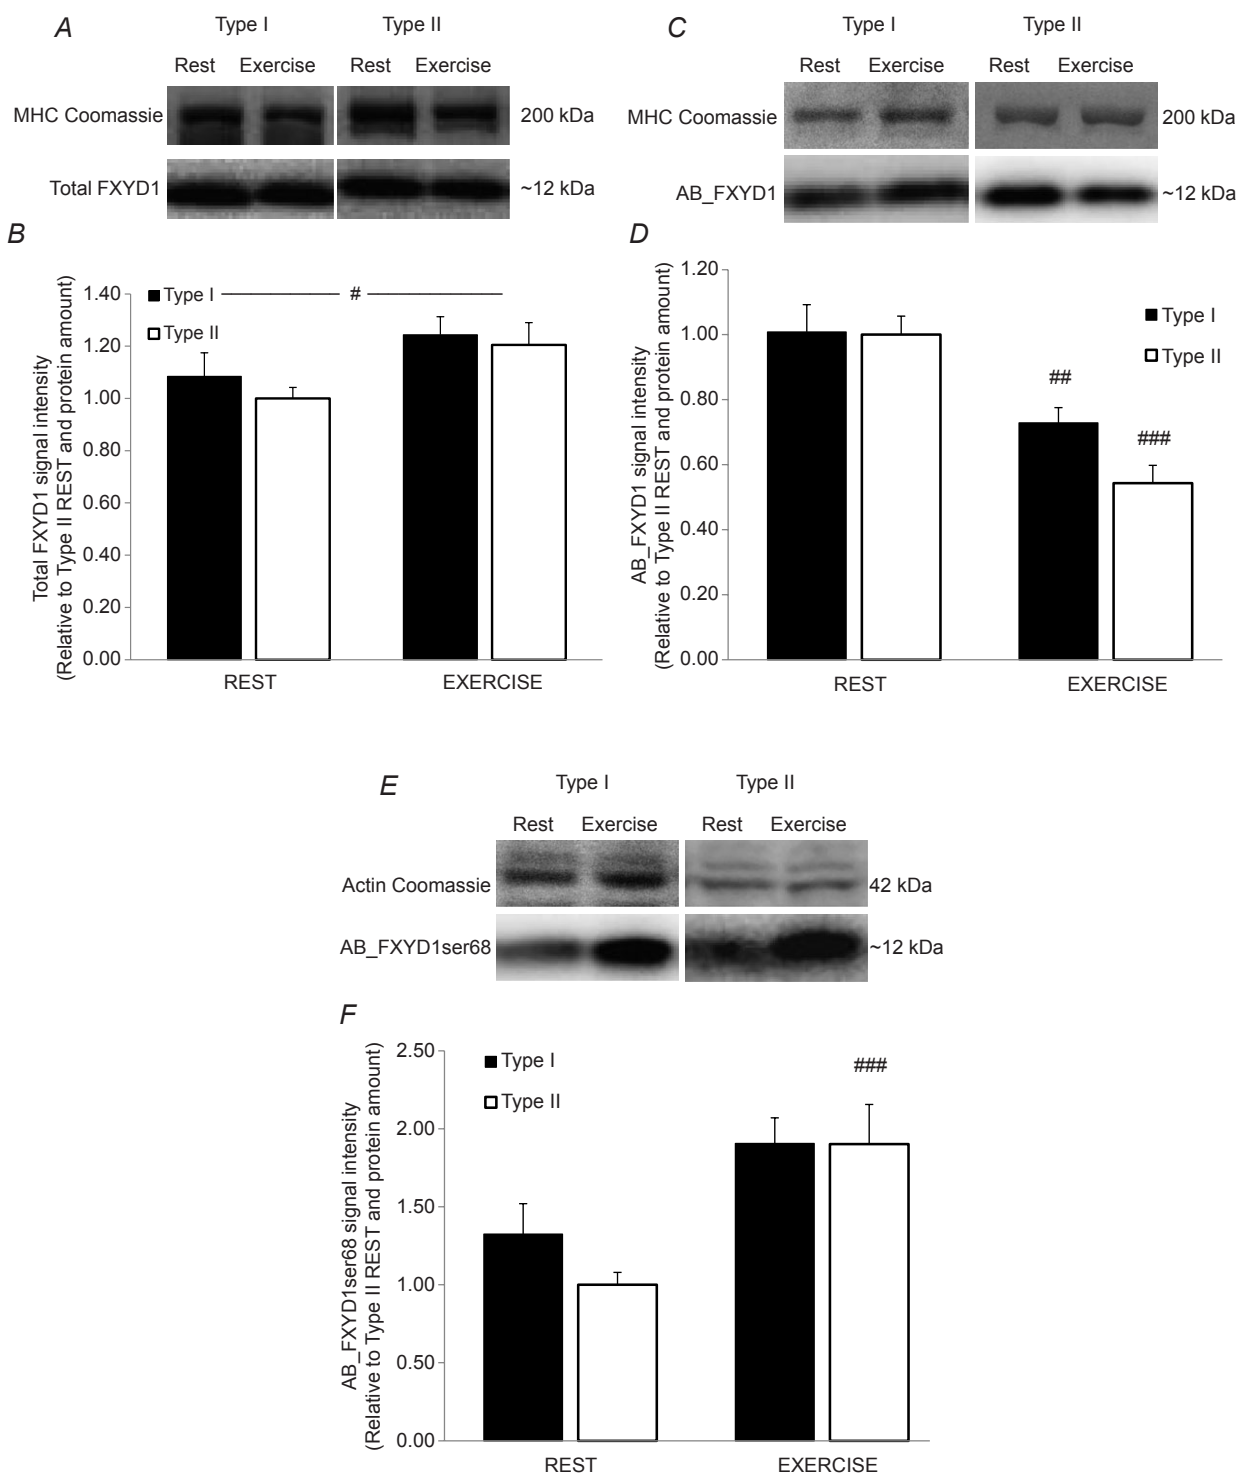 A
Type I
Type II
Rest
Exercise
Rest
Exercise
MHC Coomassie
200 kDa
Total FXYD1
~12 kDa
B
Total FXYD1 signal intensity
(Relative to Type II REST and protein amount)
1.40
1.20
1.00
0.80
0.60
0.40
0.20
0.00
Type I
#
Type II
REST
EXERCISE
C
Type I
Type II
Rest
Exercise
Rest
Exercise
MHC Coomassie
200 kDa
AB_FXYD1
~12 kDa
D
AB_FXYD1 signal intensity
(Relative to Type II REST and protein amount)
1.20
1.00
0.80
0.60
0.40
0.20
0.00
Type I
Type II
##
###
REST
EXERCISE
E
Type I
Type II
Rest
Exercise
Rest
Exercise
Actin Coomassie
42 kDa
AB_FXYD1ser68
~12 kDa
F
AB_FXYD1ser68 signal intensity
(Relative to Type II REST and protein amount)
2.50
2.00
1.50
1.00
0.50
0.00
Type I
Type II
###
REST
EXERCISE